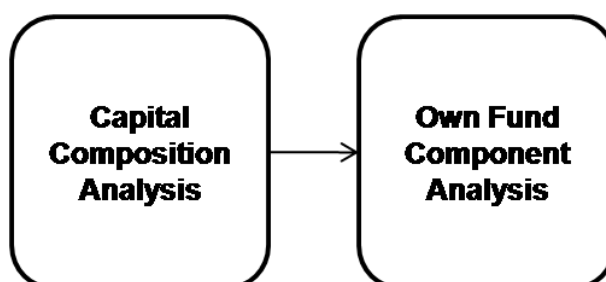 Capital
Composition
Analysis
Own Fund
Component
Analysis